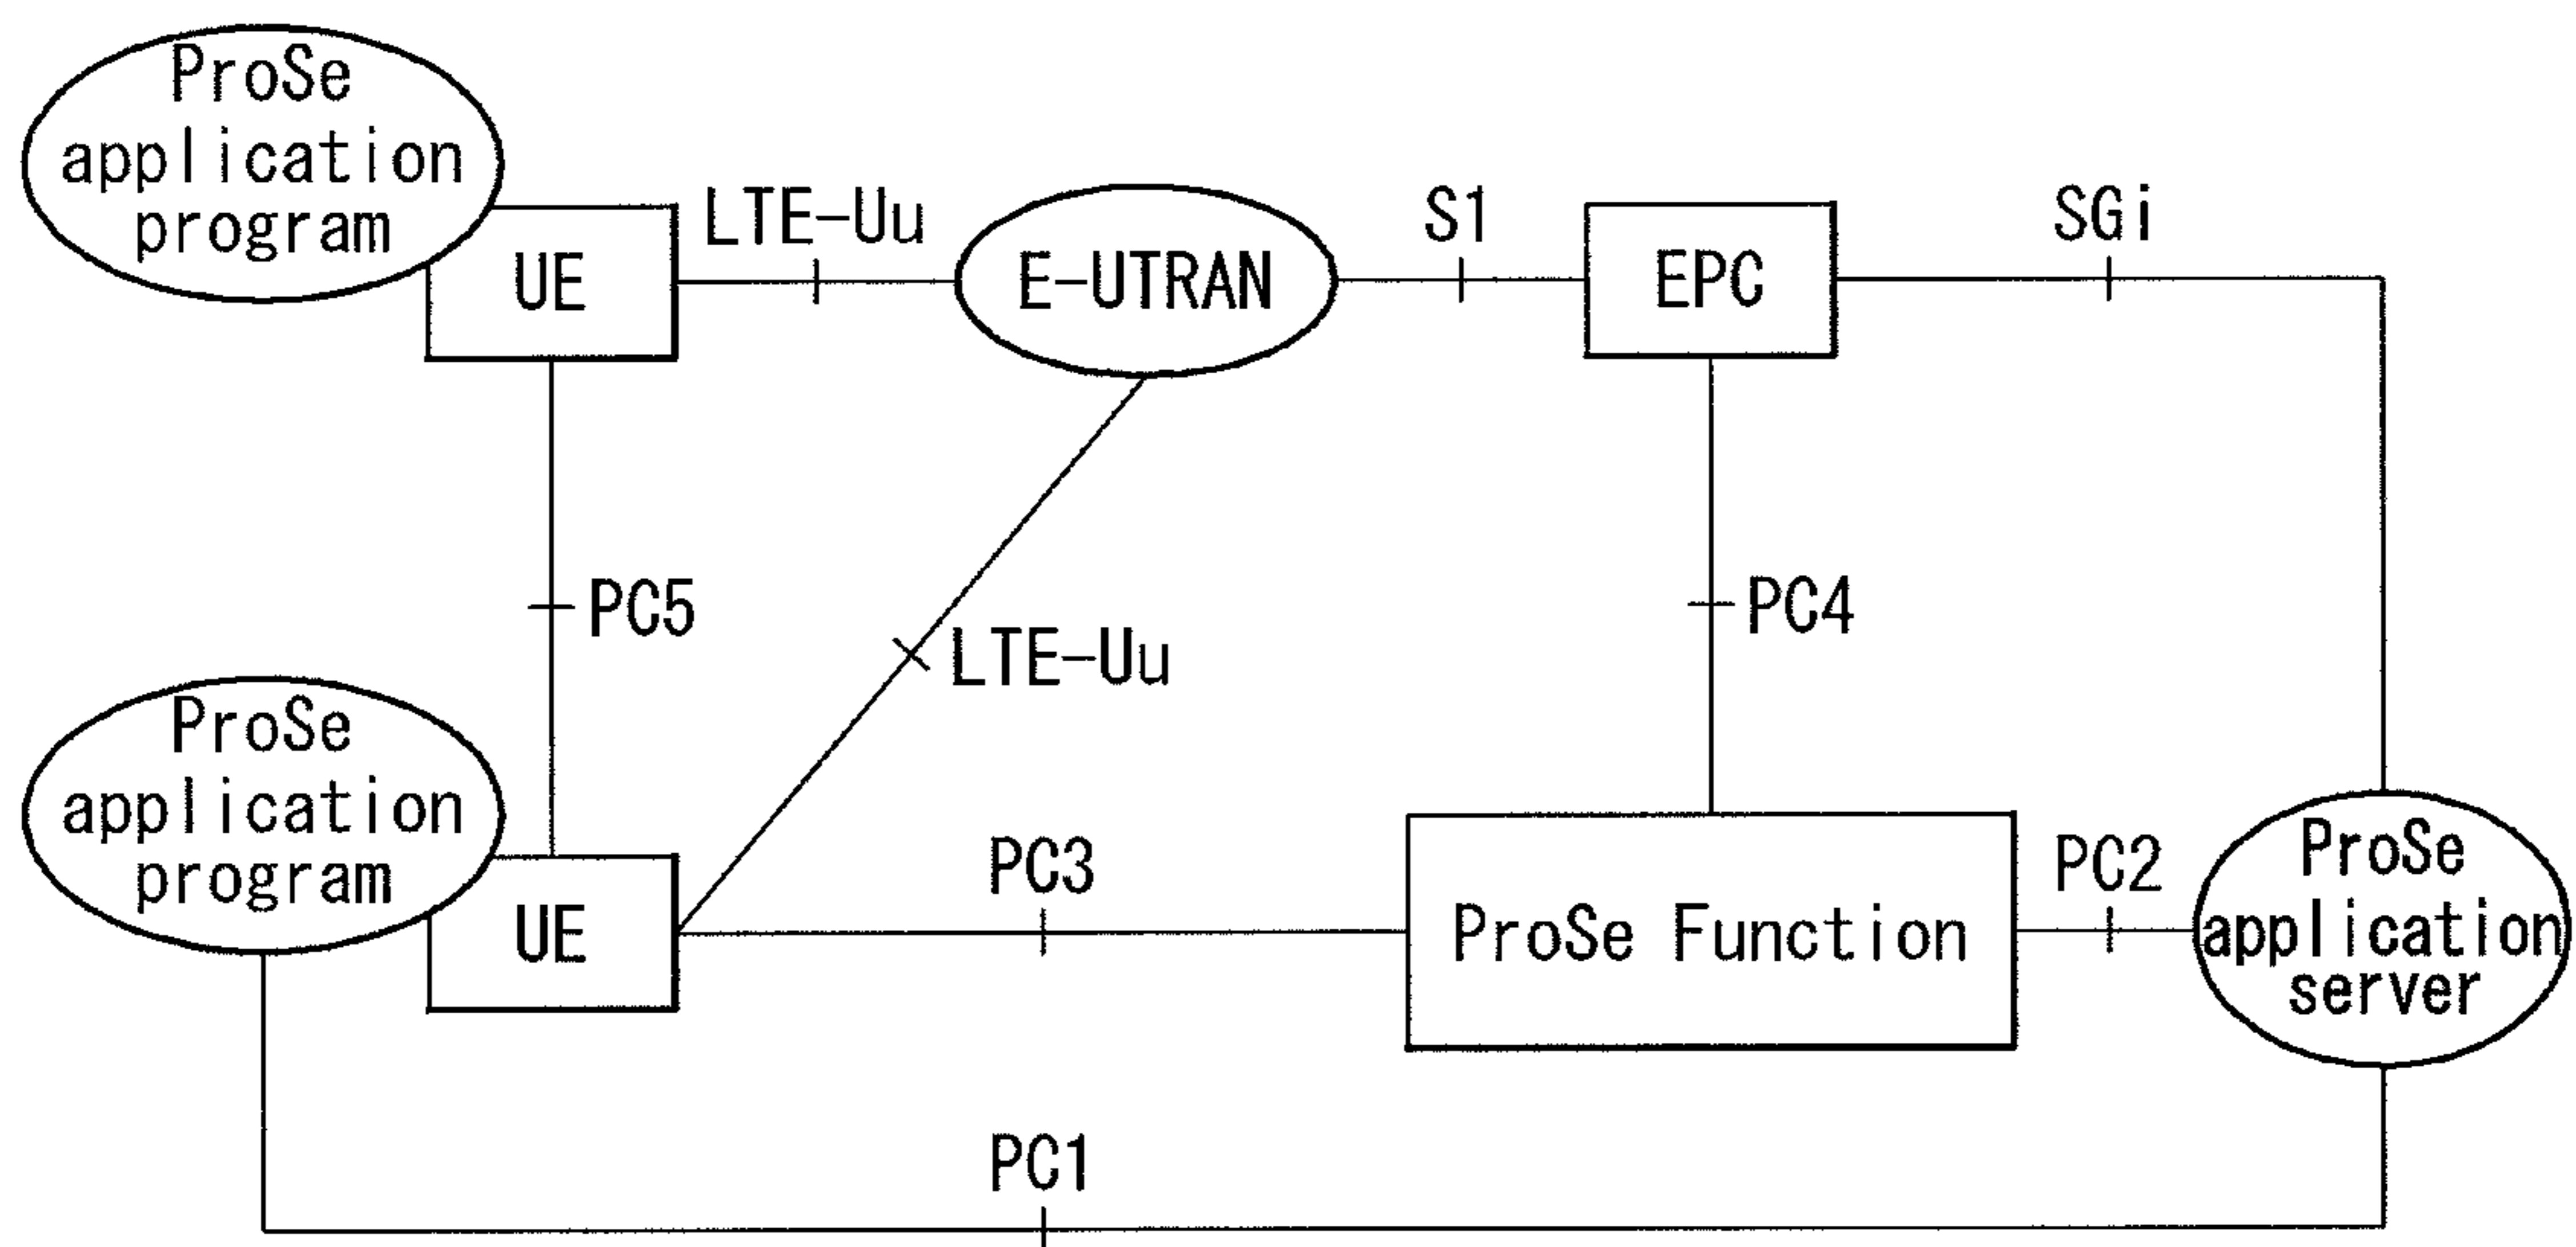 ProSe
application
program
UE
LTE-Uu
E-UTRAN
S1
EPC
SGi
PC5
LTE-Uu
PC4
ProSe
application
program
UE
PC3
ProSe Function
PC2
ProSe
application
server
PC1